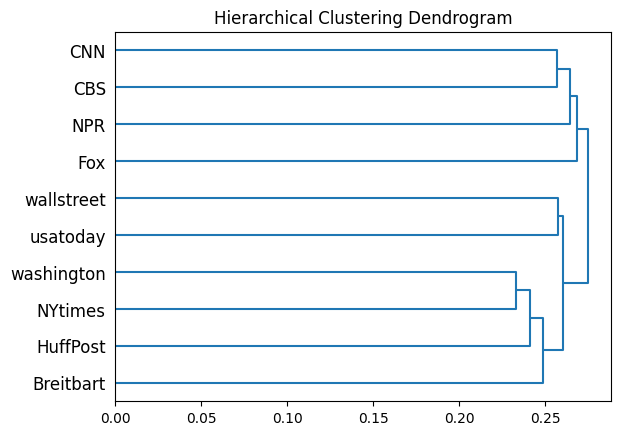 Hierarchical Clustering Dendrogram
CNN
CBS
NPR
Fox
wallstreet
usatoday
washington
NYtimes
HuffPost
Breitbart
0.00 0.05 0.10 0.15 0.20 0.25